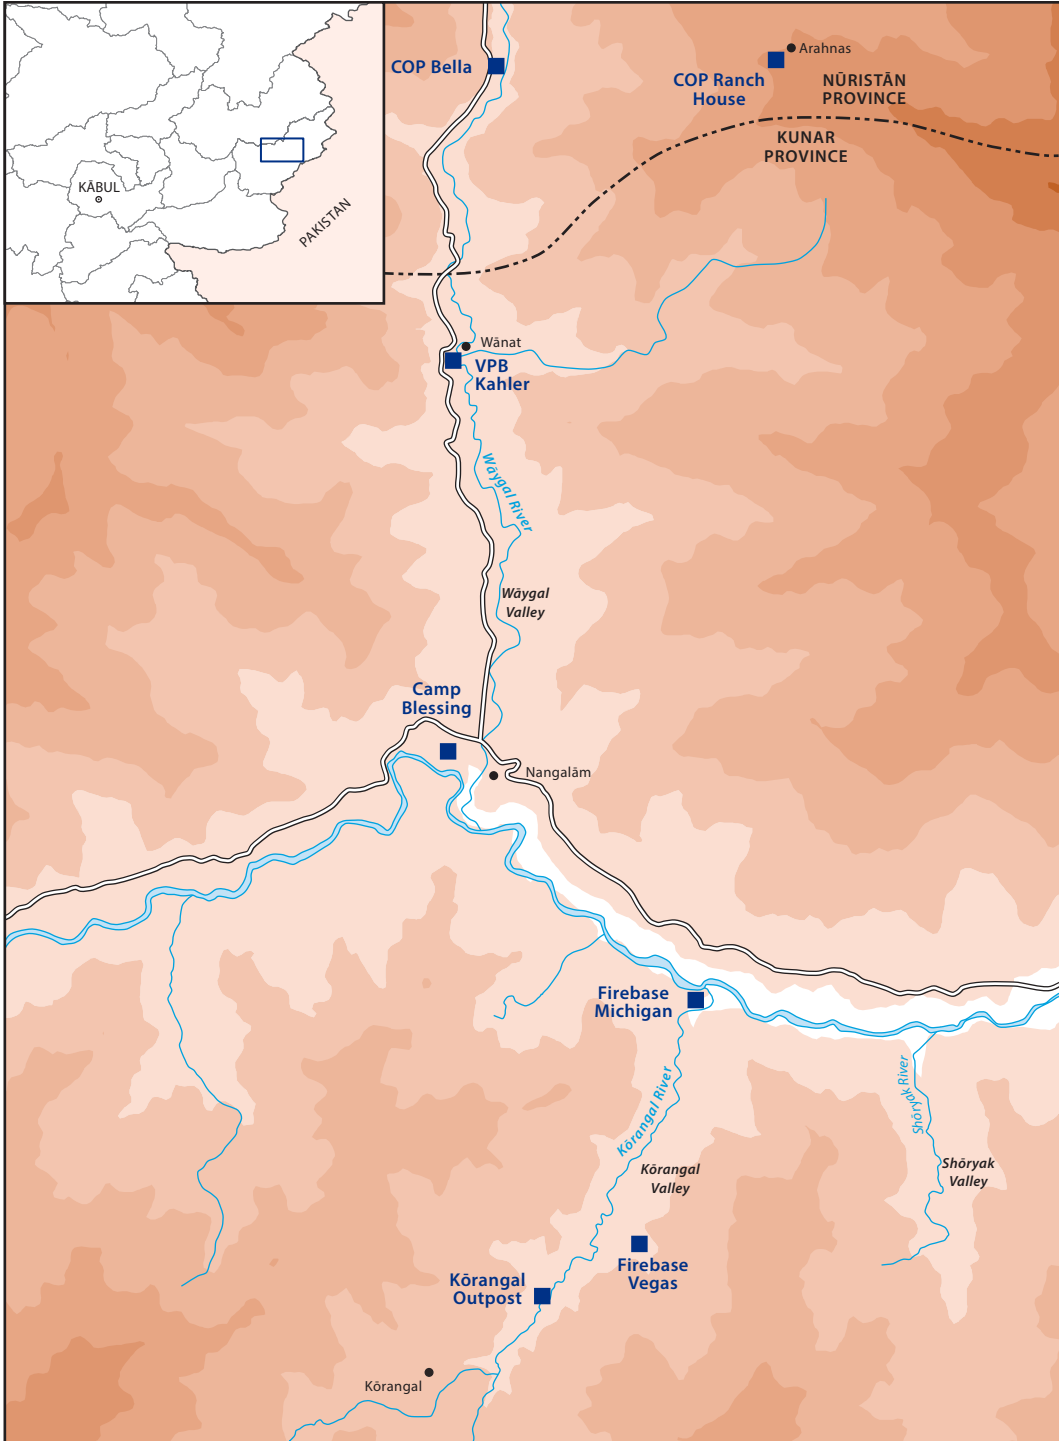 COP Bella
Arahnas
COP Ranch
House
NŪRISTĀN
PROVINCE
KUNAR
PROVINCE
KĀBUL
PAKISTAN
Wānat
VPB
Kahler
Wāygal River
Wāygal
Valley
Camp
Blessing
Nangalām
Firebase
Michigan
Kōrangal River
Shōryak River
Kōrangal
Valley
Shōryak
Valley
Firebase
Vegas
Kōrangal
Outpost
Kōrangal